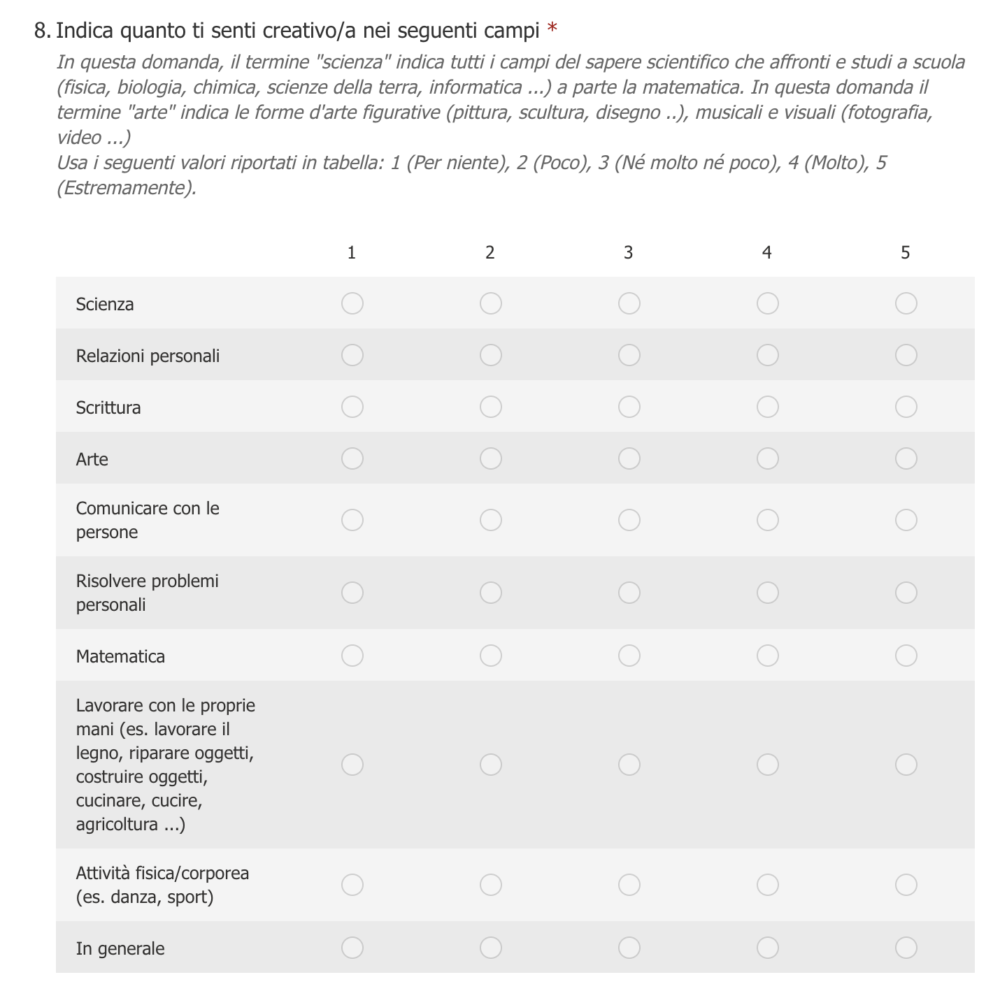 8. Indica quanto ti senti creativo/a nei seguenti campi *
In questa domanda, il termine "scienza" indica tutti i campi del sapere scientifico che affronti e studi a scuola
(fisica, biologia, chimica, scienze della terra, informatica ...) a parte la matematica. In questa domanda il
termine "arte" indica le forme d'arte figurative (pittura, scultura, disegno ..), musicali e visuali (fotografia,
video ...)
Usa i seguenti valori riportati in tabella: 1 (Per niente), 2 (Poco), 3 (Né molto né poco), 4 (Molto), 5
(Estremamente).
1 2 3 4 5
Scienza
Relazioni personali
Scrittura
Arte
Comunicare con le
persone
Risolvere problemi
personali
Matematica
Lavorare con le proprie
mani (es. lavorare il
legno, riparare oggetti,
costruire oggetti,
cucinare, cucire,
agricoltura ...)
Attività fisica/corporea
(es. danza, sport)
In generale